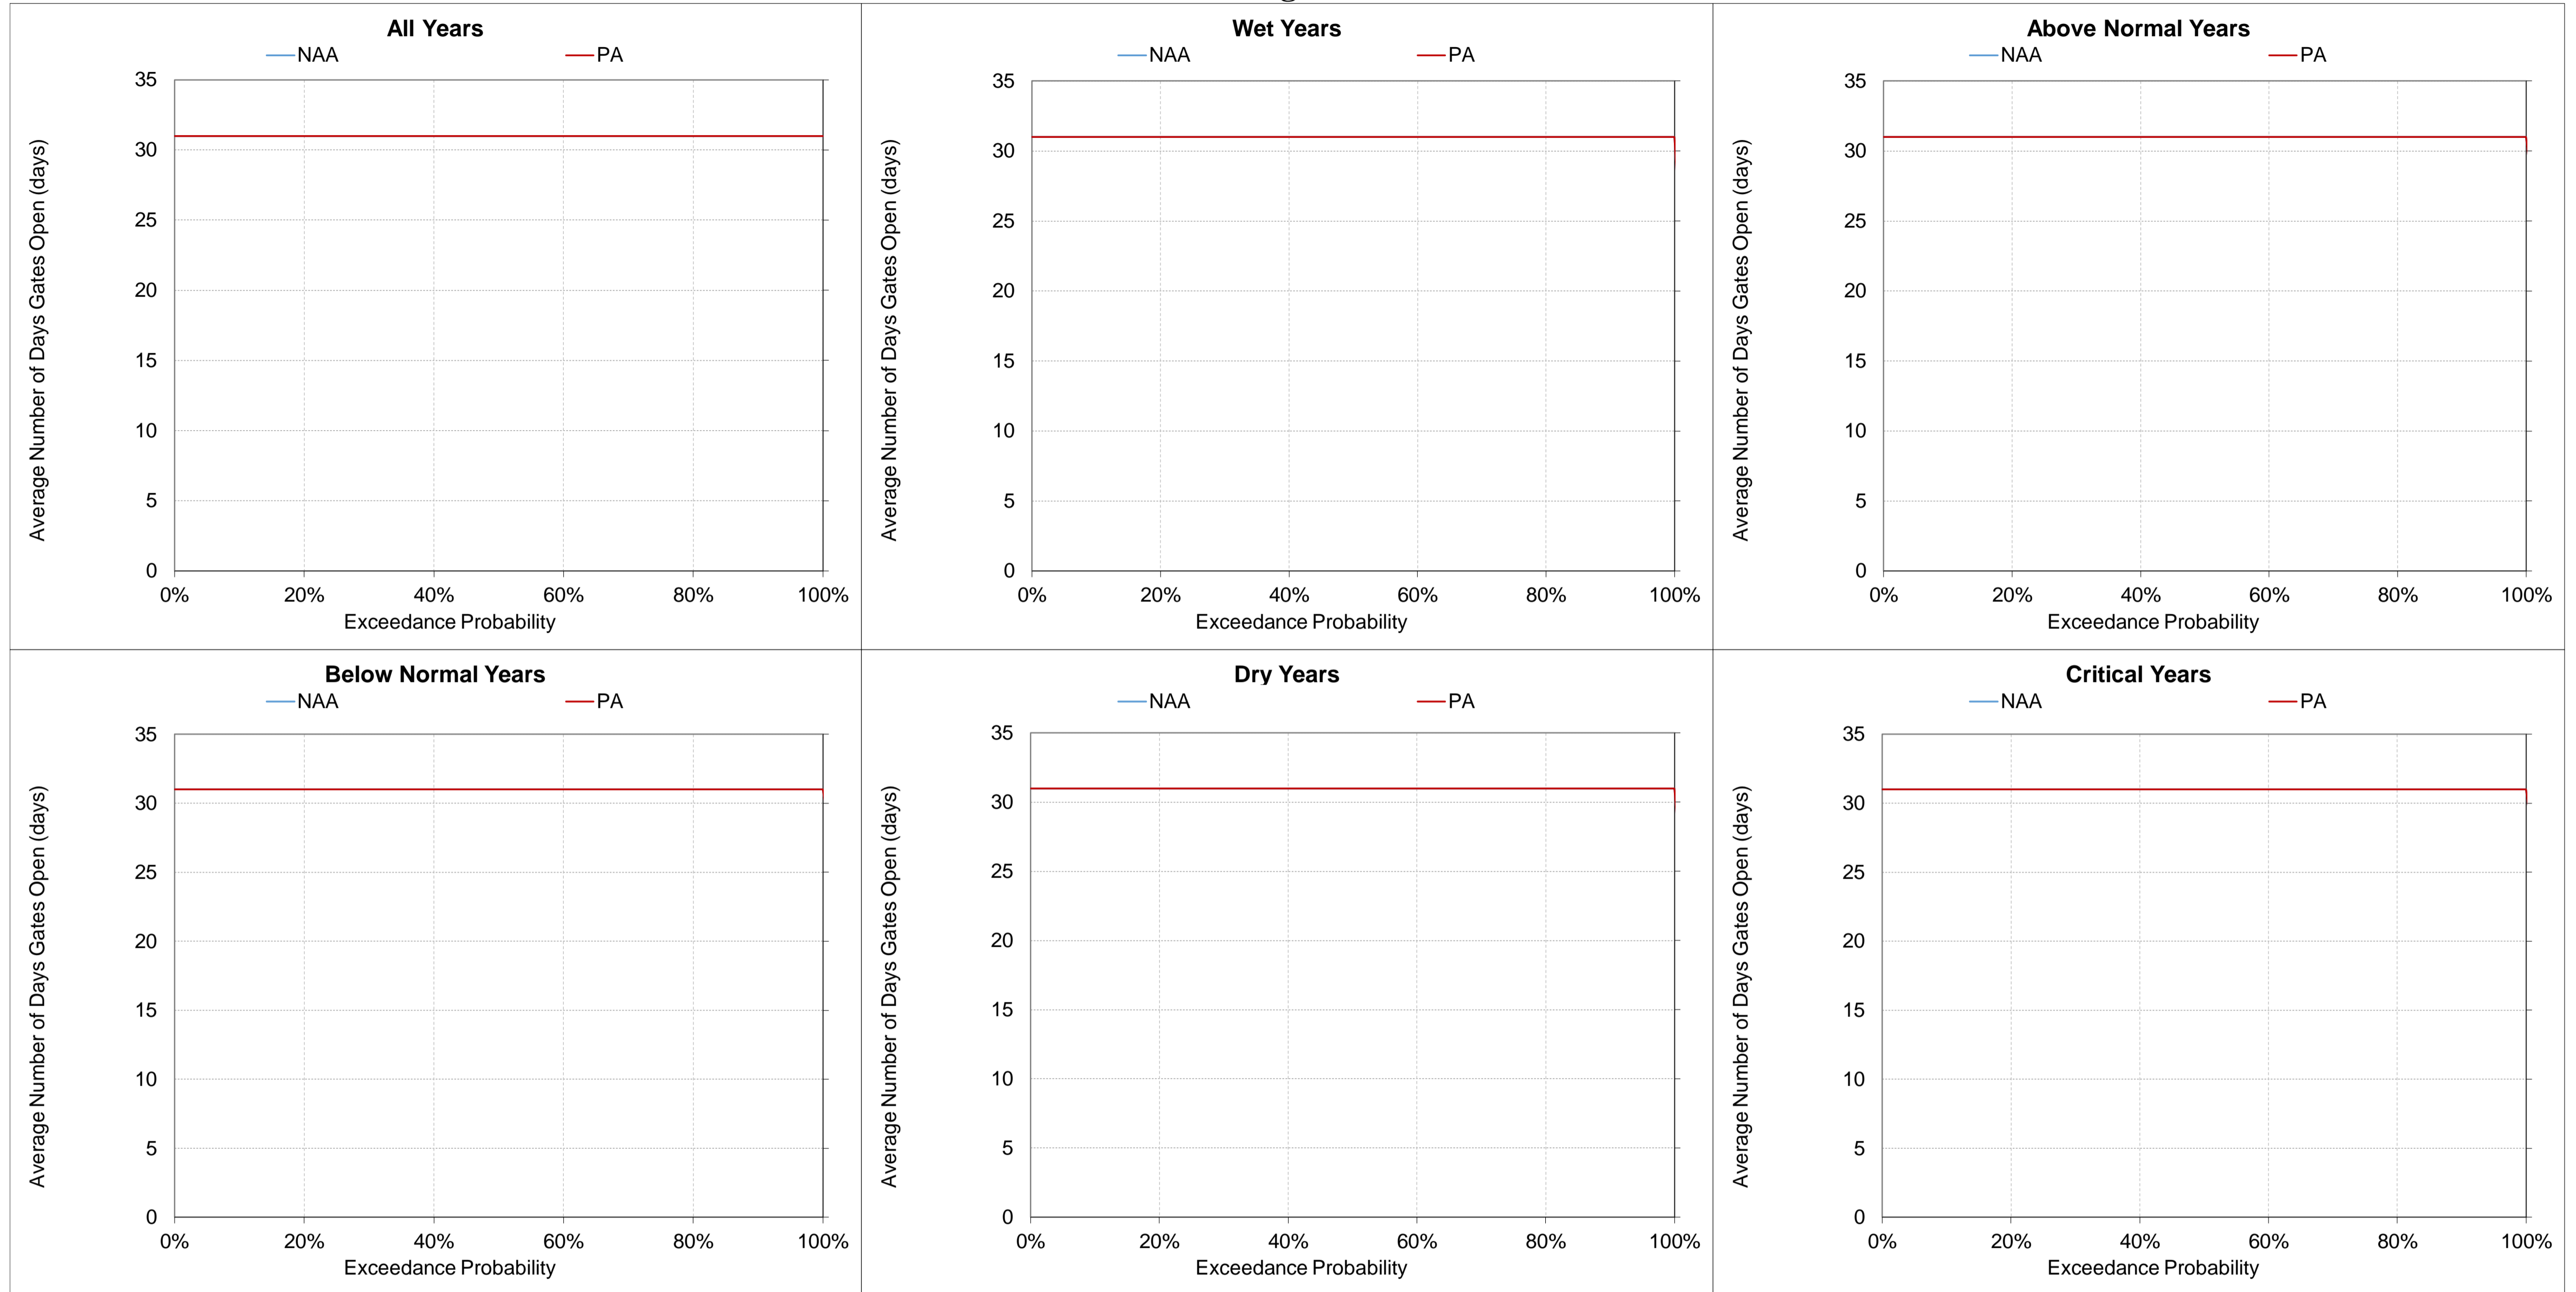 All Years
NAA PA
Average Number of Days Gates Open (days)
35
30
25
20
15
10
5
0
0% 20% 40% 60% 80% 100%
Exceedance Probability
Wet Years
NAA PA
Average Number of Days Gates Open (days)
35
30
25
20
15
10
5
0
0% 20% 40% 60% 80% 100%
Exceedance Probability
Above Normal Years
NAA PA
Average Number of Days Gates Open (days)
35
30
25
20
15
10
5
0
0% 20% 40% 60% 80% 100%
Exceedance Probability
Below Normal Years
NAA PA
Average Number of Days Gates Open (days)
35
30
25
20
15
10
5
0
0% 20% 40% 60% 80% 100%
Exceedance Probability
Dry Years
NAA PA
Average Number of Days Gates Open (days)
35
30
25
20
15
10
5
0
0% 20% 40% 60% 80% 100%
Exceedance Probability
Critical Years
NAA PA
Average Number of Days Gates Open (days)
35
30
25
20
15
10
5
0
0% 20% 40% 60% 80% 100%
Exceedance Probability